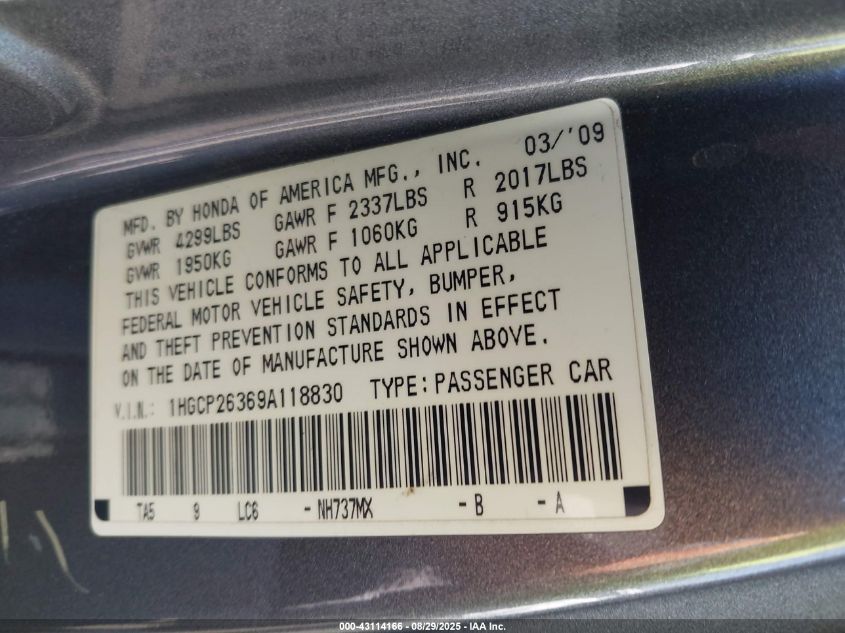 MFD. BY HONDA OF AMERICA MFG., INC. 03/'09
GVWR 4299LBS GAWR F 2337LBS R 2017LBS
GVWR 1950KG GAWR F 1060KG R 915KG
THIS VEHICLE CONFORMS TO ALL APPLICABLE
FEDERAL MOTOR VEHICLE SAFETY, BUMPER,
AND THEFT PREVENTION STANDARDS IN EFFECT
ON THE DATE OF MANUFACTURE SHOWN ABOVE.
V.I.N.: 1HGCP26369A118830 TYPE:PASSENGER CAR
TA5 9 LC6 -NH737MX -B -A
000-43114166 - 08/29/2025 - IAA Inc.